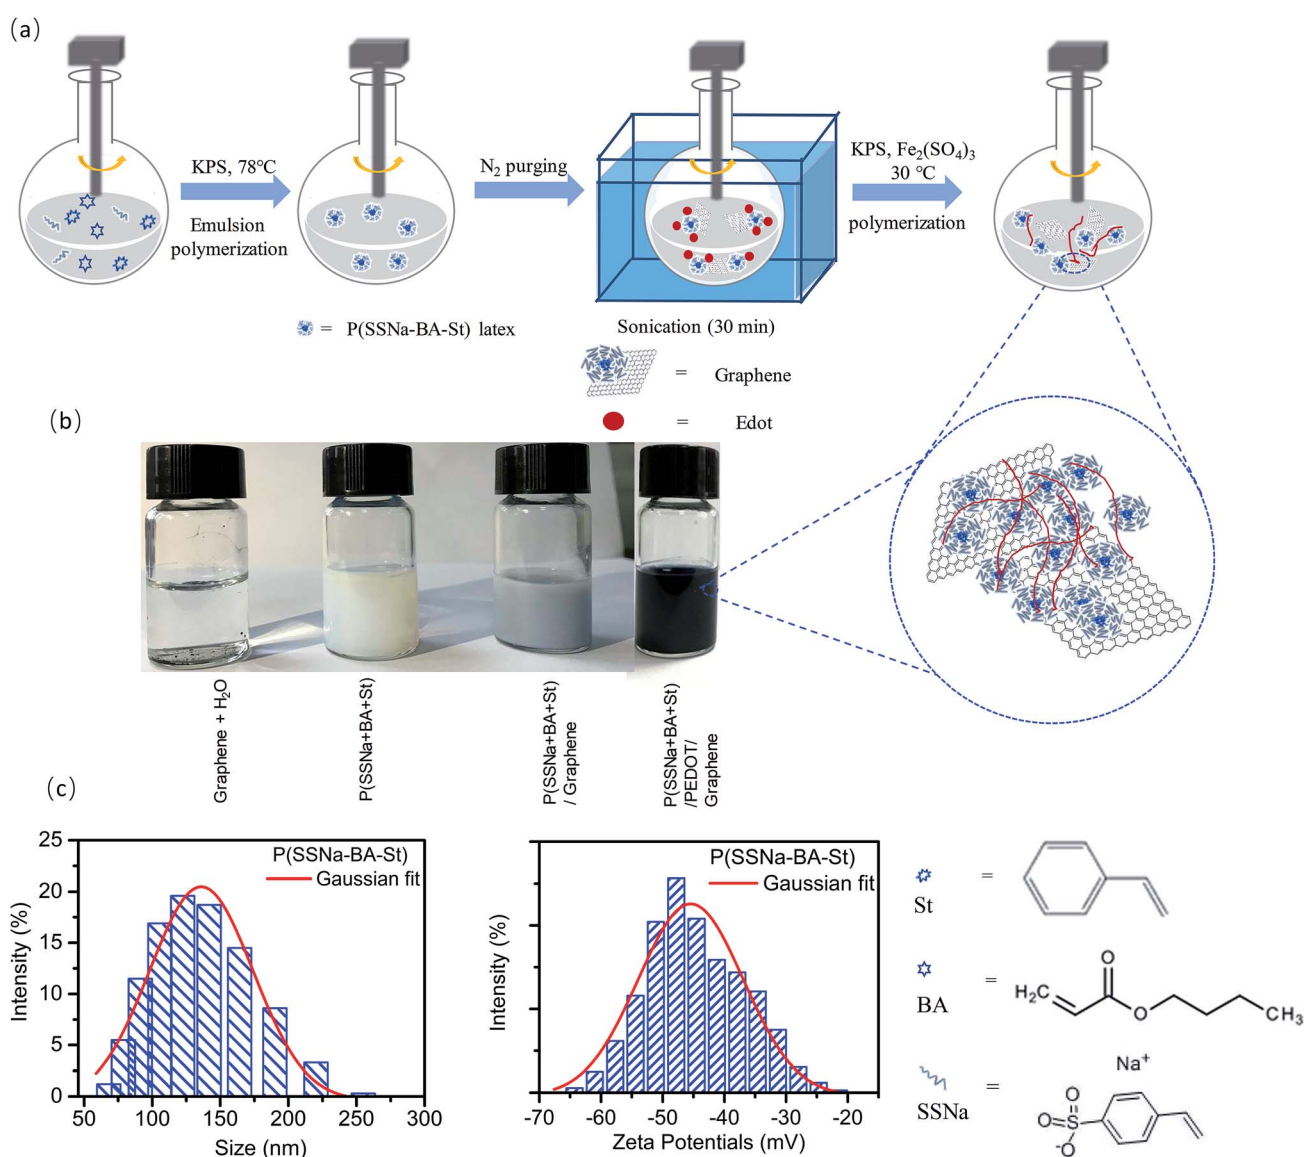 (a)
KPS, 78℃
Emulsion
polymerization
N₂ purging
KPS, Fe₂(SO₄)₃
30 ℃
polymerization
= P(SSNa-BA-St) latex
Sonication (30 min)
= Graphene
= Edot
(b)
Graphene + H₂O
P(SSNa+BA+St)
P(SSNa+BA+St)
/ Graphene
P(SSNa+BA+St)
/PEDOT/
Graphene
(c)
25
20
15
10
5
0
Intensity (%)
P(SSNa-BA-St)
Gaussian fit
50 100 150 200 250 300
Size (nm)
Intensity (%)
P(SSNa-BA-St)
Gaussian fit
-70 -60 -50 -40 -30 -20
Zeta Potentials (mV)
=
St
=
BA
H₂C
O
O
CH₃
=
SSNa
Na⁺
O
O
S
-O